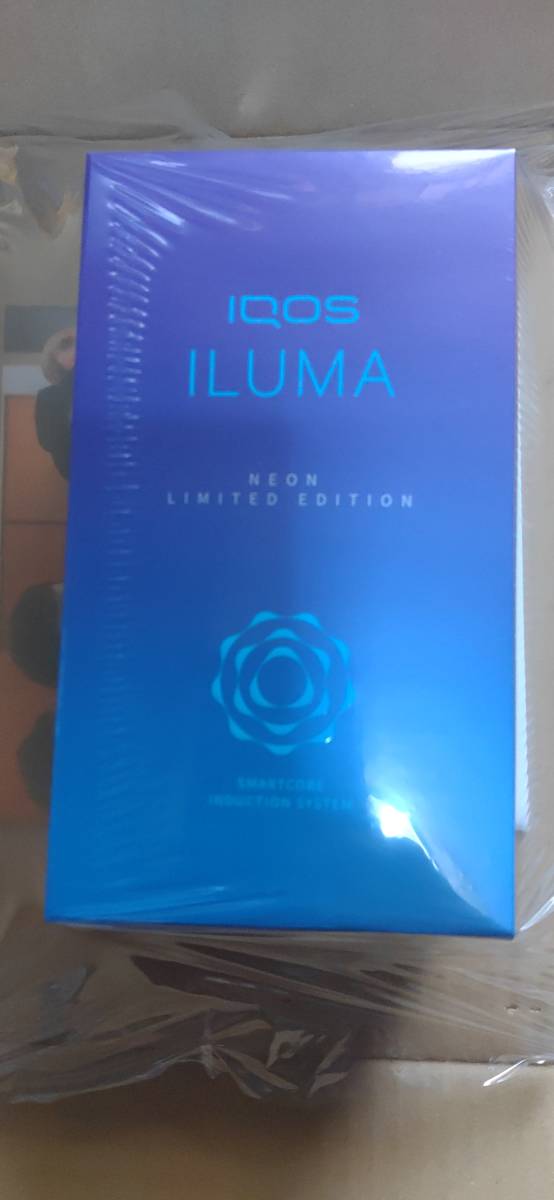 IQOS
ILUMA
NEON
LIMITED EDITION
SMARTCORE
INDUCTION SYSTEM